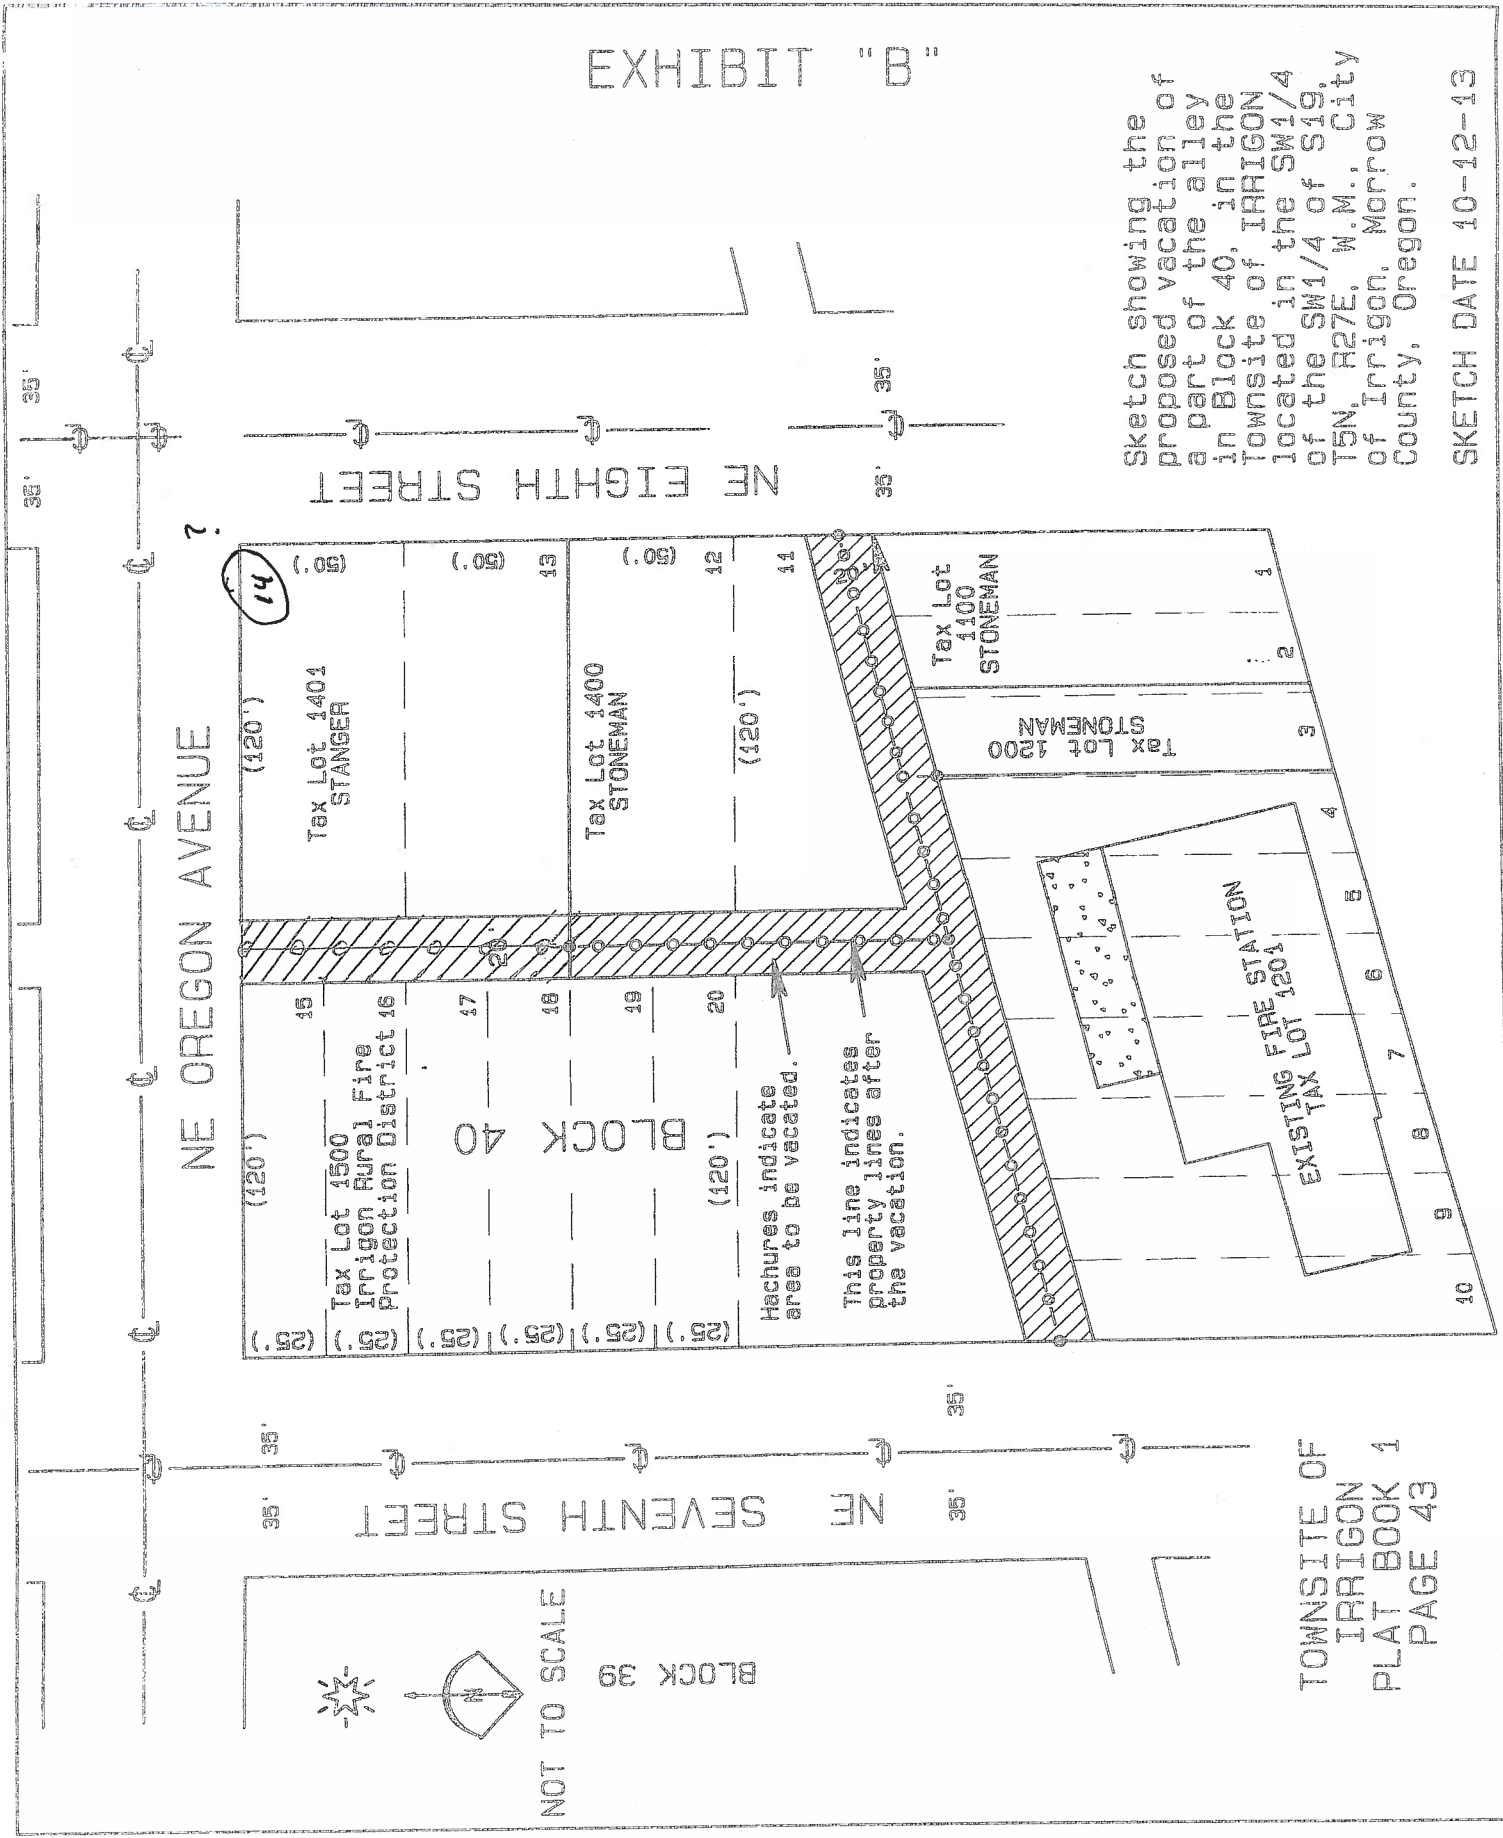 EXHIBIT "B"
35'
35'
NE OREGON AVENUE
NE EIGHTH STREET
35'
35'
14
?
(120')
(50')
Tax Lot 1401
STANGER
(50')
13
Tax Lot 1400
STONEMAN
(50')
12
(120')
11
20'
20'
(120')
15
Tax Lot 1500
Irrigon Rural Fire
Protection District
16
17
18
19
20
BLOCK 40
(120')
(25')
(25')
(25')
(25')
(25')
(25')
Hachures indicate
area to be vacated.
This line indicates
property lines after
the vacation.
Tax Lot
1100
STONEMAN
Tax Lot 1200
STONEMAN
EXISTING FIRE STATION
TAX LOT 1201
1
2
3
4
5
6
7
8
9
10
35'
35'
NE SEVENTH STREET
35'
35'
BLOCK 39
N
NOT TO SCALE
TOWNSITE OF
IRRIGON
PLAT BOOK 1
PAGE 43
Sketch showing the
proposed vacation of
a part of the alley
in Block 40, in the
Townsite of IRRIGON
located in the SW1/4
of the SW1/4 of S19,
T5N, R27E, W.M., City
of Irrigon, Morrow
County, Oregon.
SKETCH DATE 10-12-13